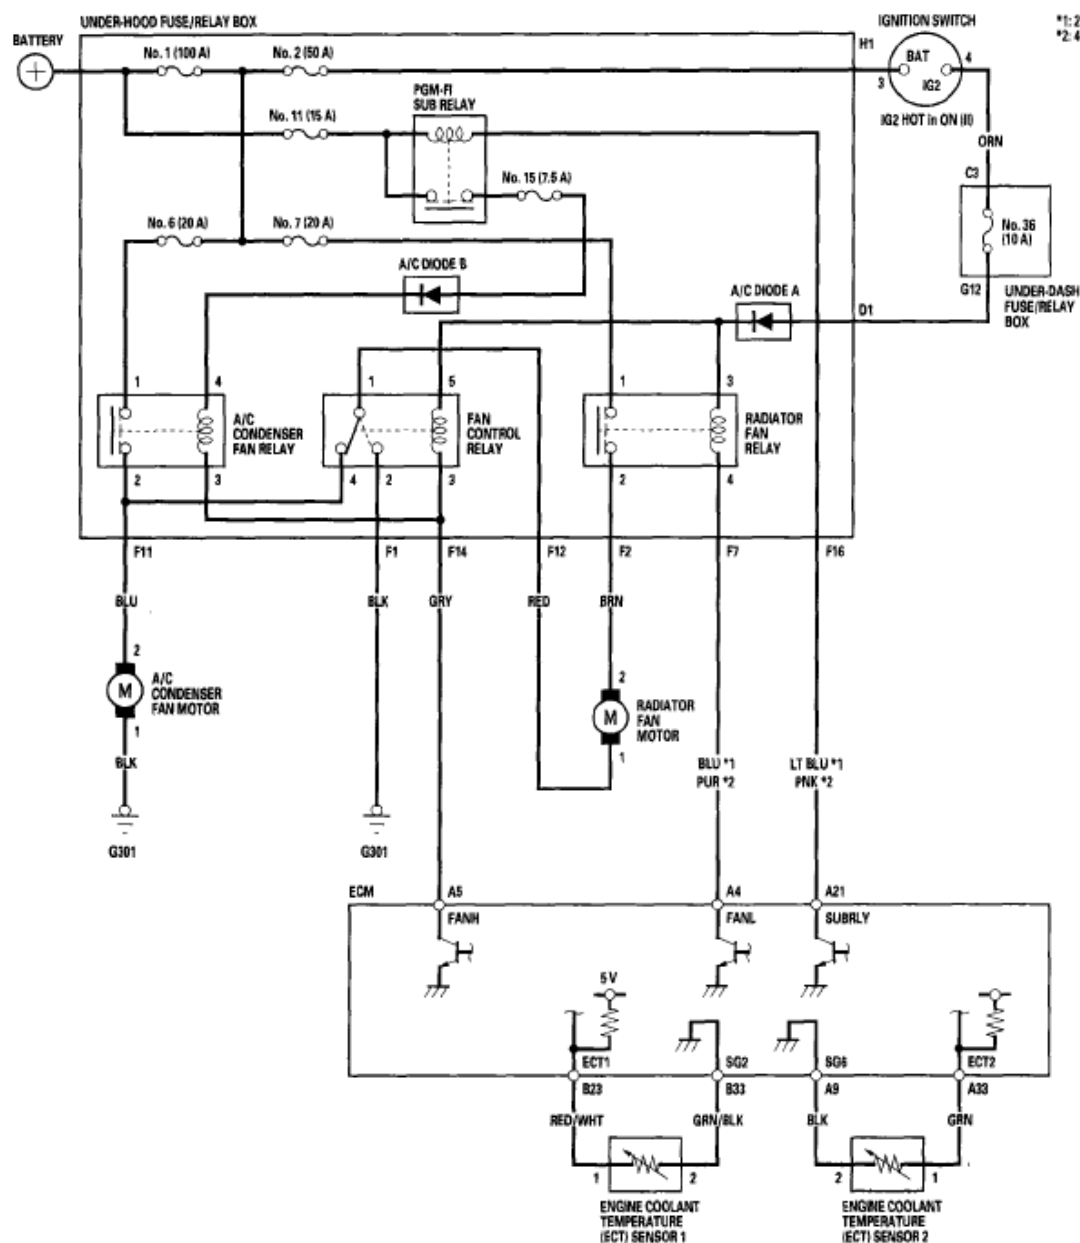 UNDER-HOOD FUSE/RELAY BOX
IGNITION SWITCH
*1: 2
*2: 4
BATTERY
No. 1 (100 A)
No. 2 (50 A)
H1
BAT
4
3
IG2
PGM-FI
SUB RELAY
IG2 HOT in ON (II)
No. 11 (15 A)
ORN
C3
No. 15 (7.5 A)
No. 6 (20 A)
No. 7 (20 A)
No. 36
(10 A)
A/C DIODE B
A/C DIODE A
G12
UNDER-DASH
FUSE/RELAY
BOX
D1
1
4
1
5
1
3
A/C
CONDENSER
FAN RELAY
FAN
CONTROL
RELAY
RADIATOR
FAN
RELAY
2
3
4
2
3
2
4
F11
F1
F14
F12
F2
F7
F16
BLU
BLK
GRY
RED
BRN
2
M
A/C
CONDENSER
FAN MOTOR
1
2
M
RADIATOR
FAN
MOTOR
1
BLK
BLU *1
PUR *2
LT BLU *1
PNK *2
G301
G301
ECM
A5
A4
A21
FANH
FANL
SUBRLY
5 V
ECT1
SG2
SG6
ECT2
B23
B33
A9
A33
RED/WHT
GRN/BLK
BLK
GRN
1
2
2
1
ENGINE COOLANT
TEMPERATURE
(ECT) SENSOR 1
ENGINE COOLANT
TEMPERATURE
(ECT) SENSOR 2